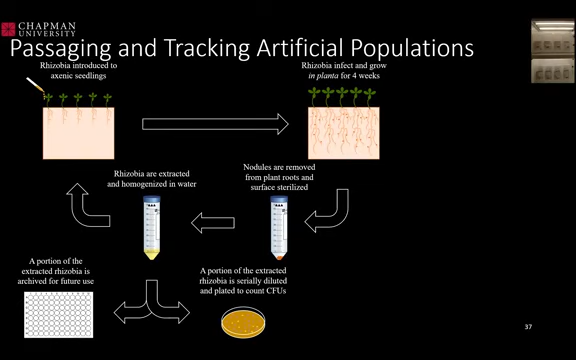 CHAPMAN
UNIVERSITY
Passaging and Tracking Artificial Populations
Rhizobia introduced to
axenic seedlings
Rhizobia infect and grow
in planta for 4 weeks
Rhizobia are extracted
and homogenized in water
Nodules are removed
from plant roots and
surface sterilized
A portion of the
extracted rhizobia is
archived for future use
A portion of the extracted
rhizobia is serially diluted
and plated to count CFUs
37